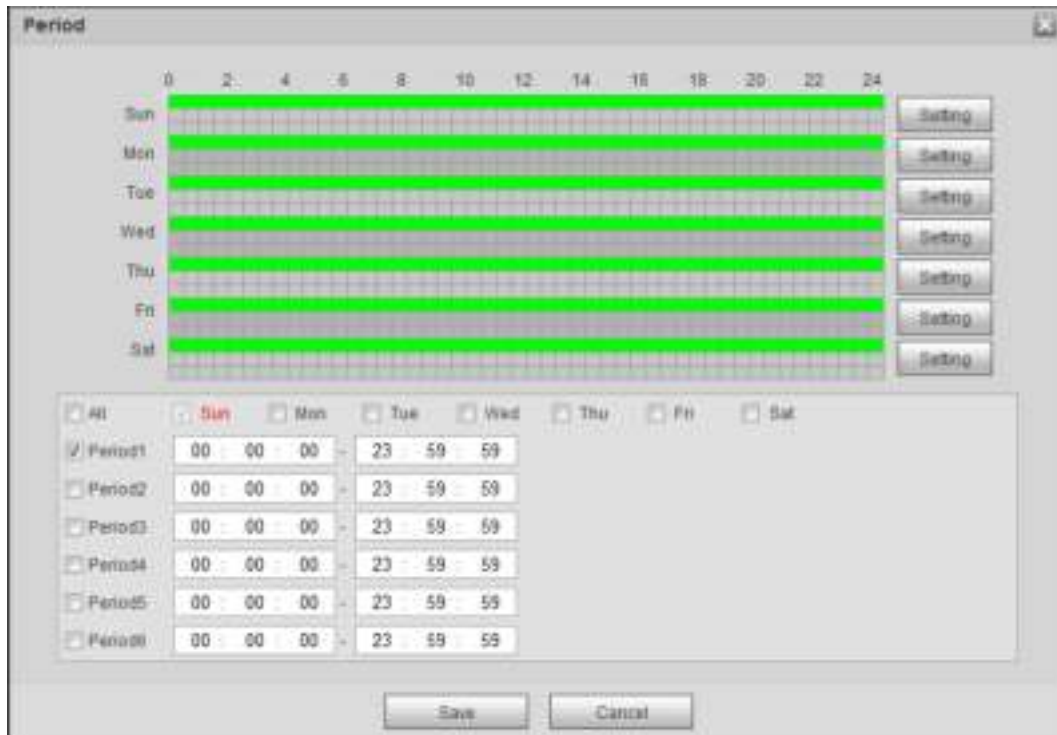 Period
0 2 4 6 8 10 12 14 16 18 20 22 24
Sun Setting
Mon Setting
Tue Setting
Wed Setting
Thu Setting
Fri Setting
Sat Setting
All Sun Mon Tue Wed Thu Fri Sat
Period1 00 : 00 : 00 - 23 : 59 : 59
Period2 00 : 00 : 00 - 23 : 59 : 59
Period3 00 : 00 : 00 - 23 : 59 : 59
Period4 00 : 00 : 00 - 23 : 59 : 59
Period5 00 : 00 : 00 - 23 : 59 : 59
Period6 00 : 00 : 00 - 23 : 59 : 59
Save Cancel